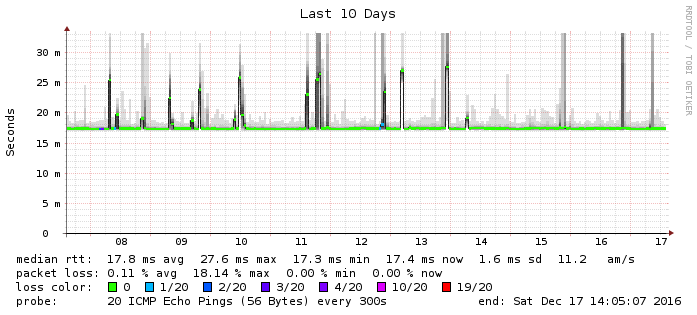 Last 10 Days
RRDTOOL / TOBI OETIKER
Seconds
30 m
25 m
20 m
15 m
10 m
5 m
0
08 09 10 11 12 13 14 15 16 17
median rtt: 17.8 ms avg 27.6 ms max 17.3 ms min 17.4 ms now 1.6 ms sd 11.2 am/s
packet loss: 0.11 % avg 18.14 % max 0.00 % min 0.00 % now
loss color: 0 1/20 2/20 3/20 4/20 10/20 19/20
probe: 20 ICMP Echo Pings (56 Bytes) every 300s end: Sat Dec 17 14:05:07 2016